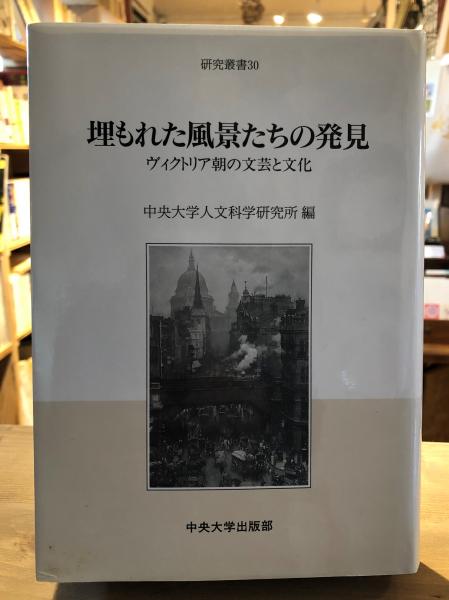 研究叢書30
埋もれた風景たちの発見
ヴィクトリア朝の文芸と文化
中央大学人文科学研究所 編
中央大学出版部